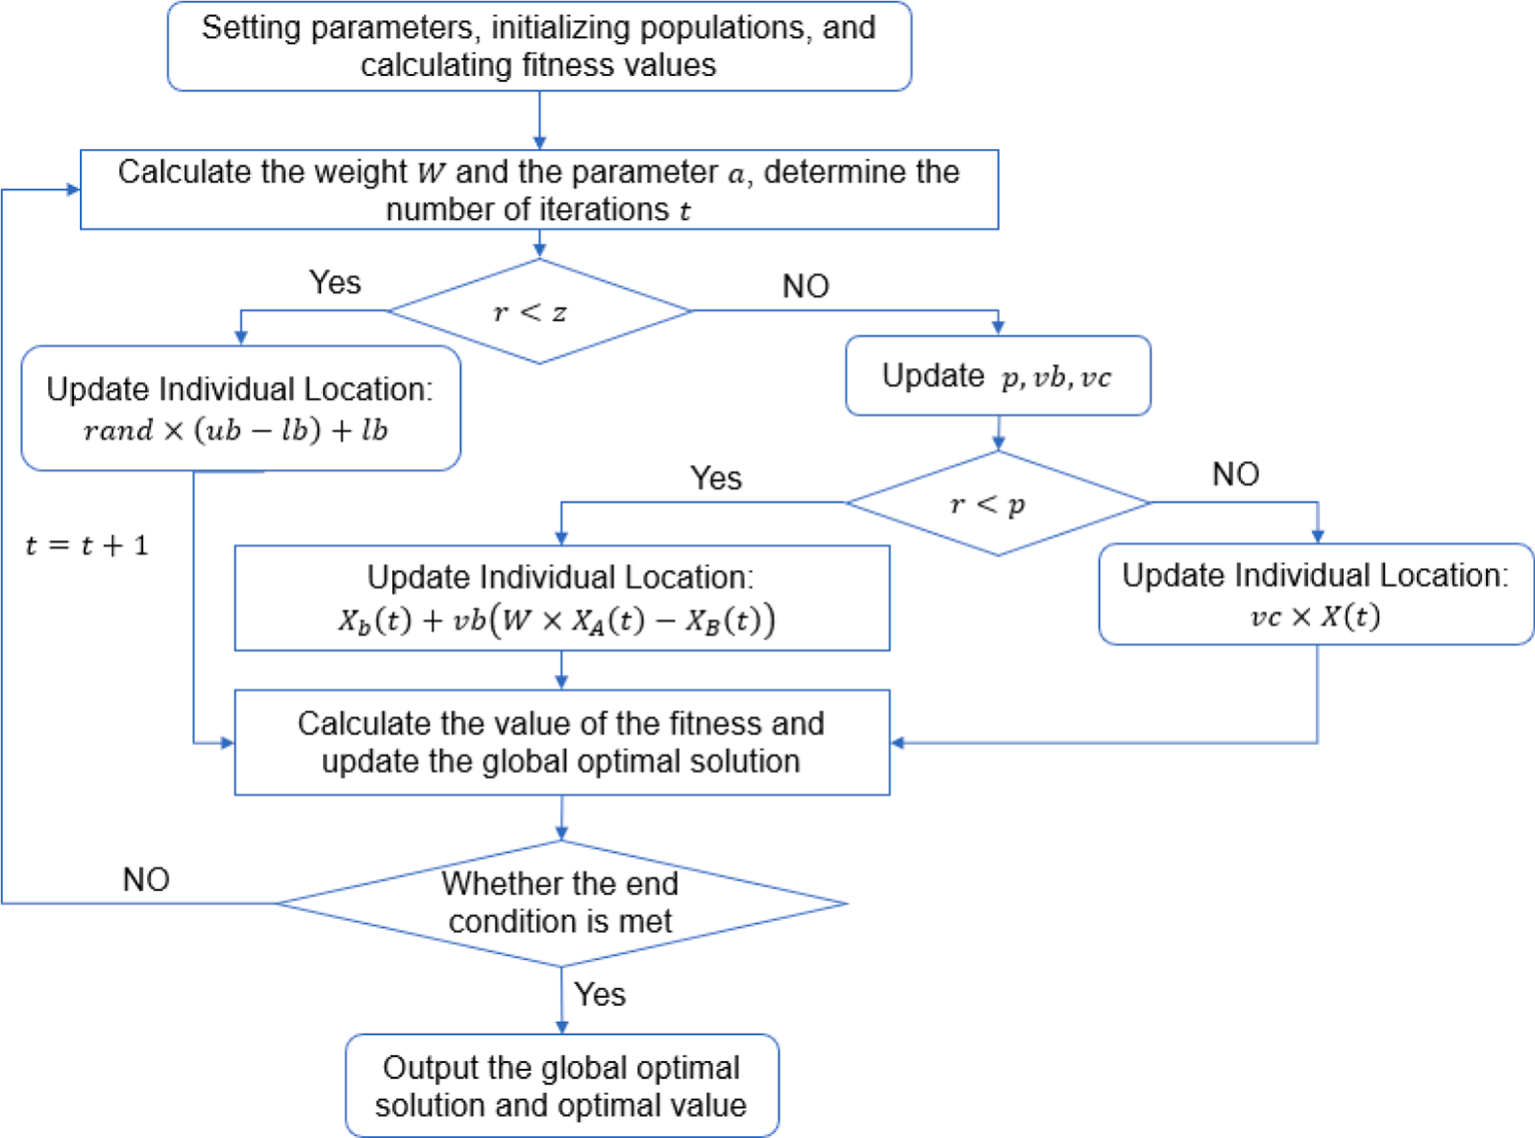 Setting parameters, initializing populations, and
calculating fitness values
Calculate the weight W and the parameter a, determine the
number of iterations t
Yes
NO
r < z
Update Individual Location:
rand × (ub − lb) + lb
Update p, vb, vc
Yes
NO
r < p
t = t + 1
Update Individual Location:
X_b(t) + vb(W × X_A(t) − X_B(t))
Update Individual Location:
vc × X(t)
Calculate the value of the fitness and
update the global optimal solution
NO
Whether the end
condition is met
Yes
Output the global optimal
solution and optimal value